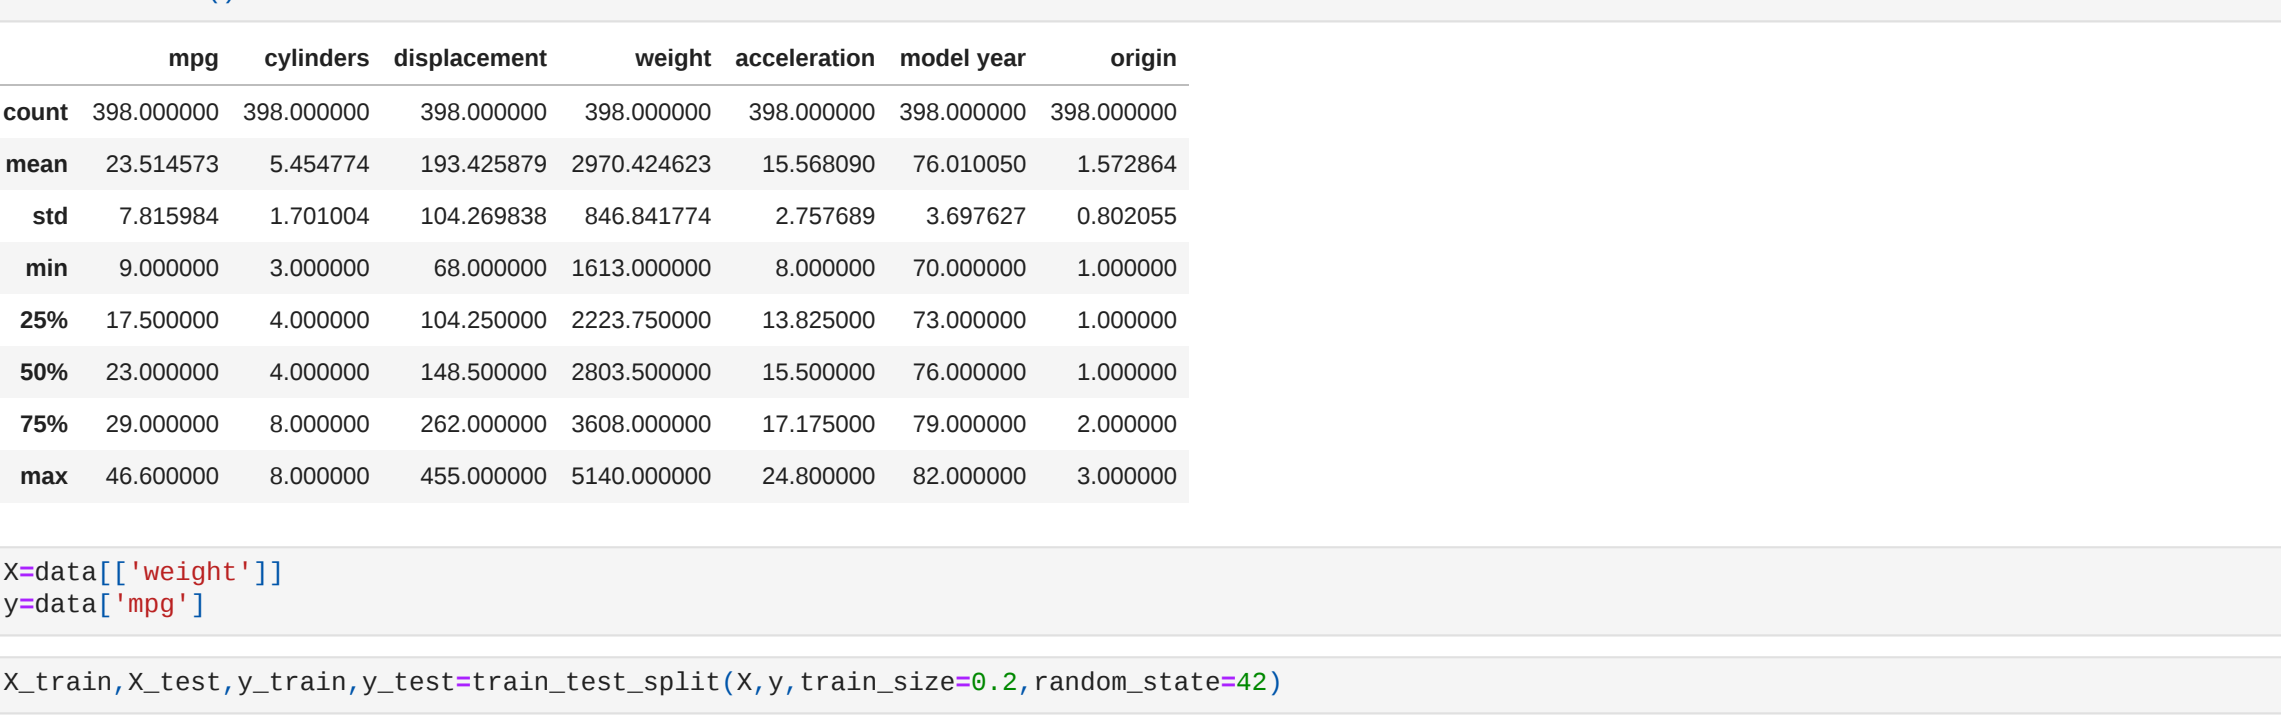 ()
mpg cylinders displacement weight acceleration model year origin
count 398.000000 398.000000 398.000000 398.000000 398.000000 398.000000 398.000000
mean 23.514573 5.454774 193.425879 2970.424623 15.568090 76.010050 1.572864
std 7.815984 1.701004 104.269838 846.841774 2.757689 3.697627 0.802055
min 9.000000 3.000000 68.000000 1613.000000 8.000000 70.000000 1.000000
25% 17.500000 4.000000 104.250000 2223.750000 13.825000 73.000000 1.000000
50% 23.000000 4.000000 148.500000 2803.500000 15.500000 76.000000 1.000000
75% 29.000000 8.000000 262.000000 3608.000000 17.175000 79.000000 2.000000
max 46.600000 8.000000 455.000000 5140.000000 24.800000 82.000000 3.000000
X=data[['weight']]
y=data['mpg']
X_train,X_test,y_train,y_test=train_test_split(X,y,train_size=0.2,random_state=42)